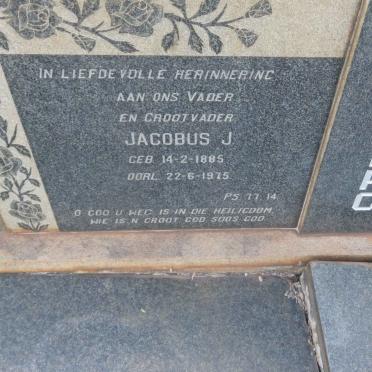 IN LIEFDEVOLLE HERINNERING
AAN ONS VADER
EN GROOTVADER
JACOBUS J
GEB. 14-2-1885
OORL. 22-6-1975
PS. 77:14
O GOD U WEG IS IN DIE HEILIGDOM,
WIE IS N GROOT GOD SOOS GOD.